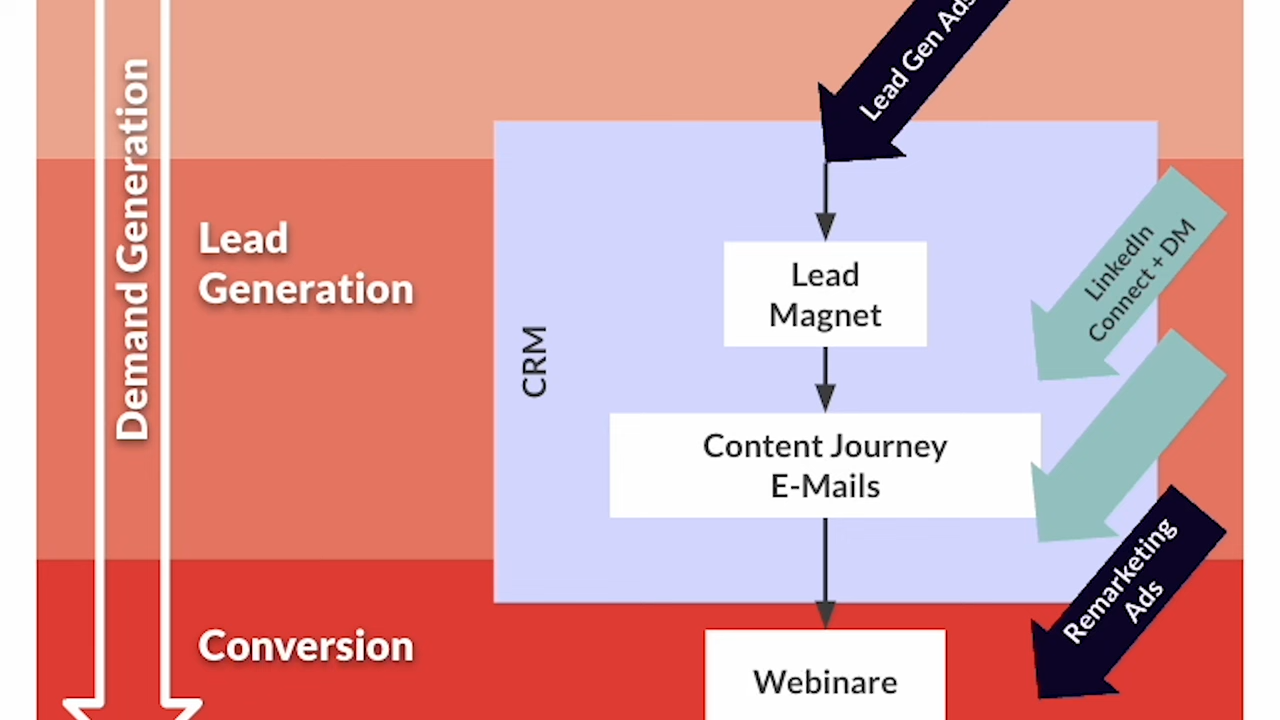 Demand Generation
Lead
Generation
Conversion
CRM
Lead Gen Ads
Lead
Magnet
Content Journey
E-Mails
Webinare
LinkedIn
Connect + DM
Remarketing
Ads